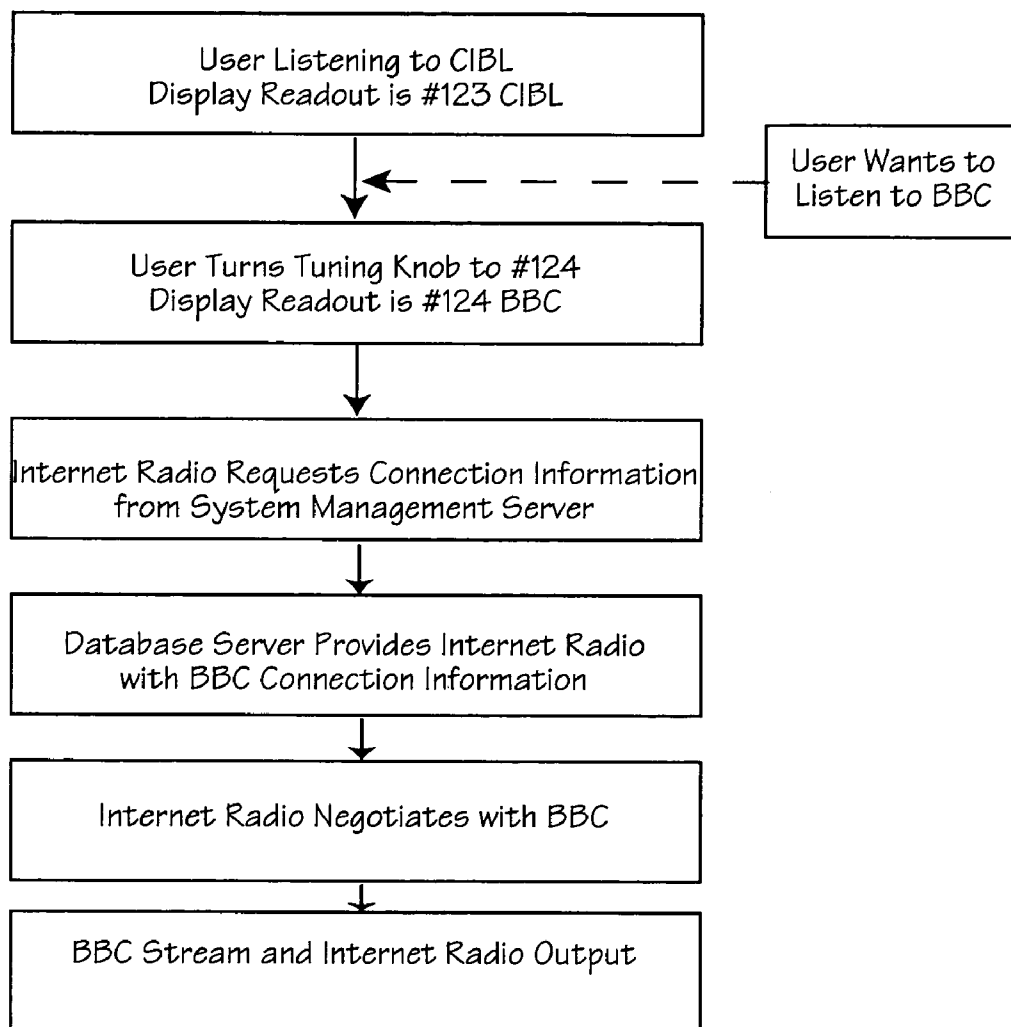 User Listening to CIBL
Display Readout is #123 CIBL
User Wants to
Listen to BBC
User Turns Tuning Knob to #124
Display Readout is #124 BBC
Internet Radio Requests Connection Information
from System Management Server
Database Server Provides Internet Radio
with BBC Connection Information
Internet Radio Negotiates with BBC
BBC Stream and Internet Radio Output